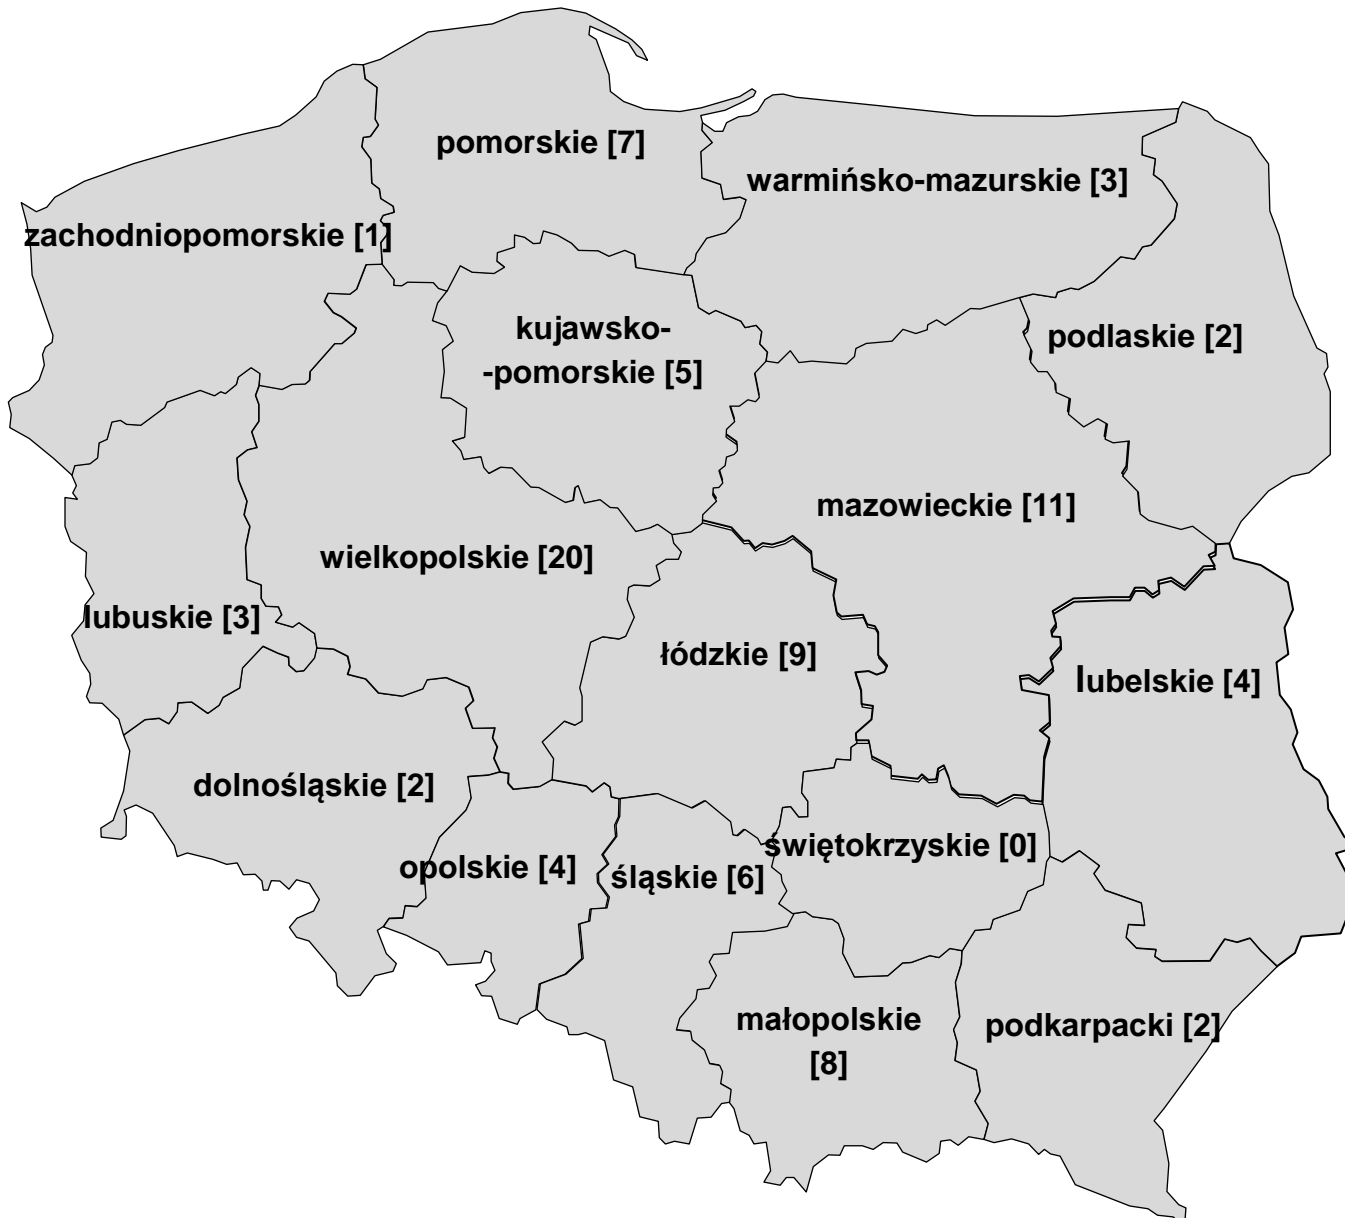 pomorskie [7]
warmińsko-mazurskie [3]
zachodniopomorskie [1]
kujawsko-
-pomorskie [5]
podlaskie [2]
mazowieckie [11]
wielkopolskie [20]
lubuskie [3]
łódzkie [9]
lubelskie [4]
dolnośląskie [2]
opolskie [4]
śląskie [6]
świętokrzyskie [0]
małopolskie
[8]
podkarpacki [2]